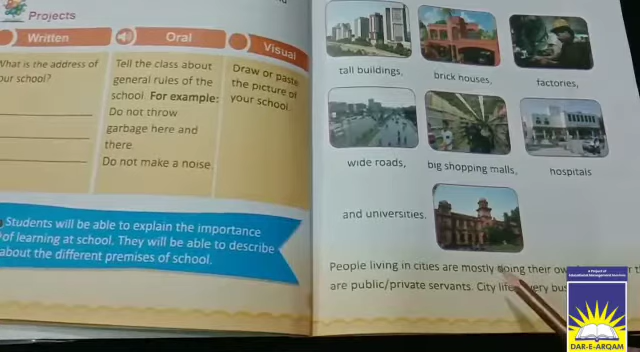 Projects
Written
Oral
Visual
What is the address of
our school?
Tell the class about
general rules of the
school. For example:
Do not throw
garbage here and
there.
Do not make a noise.
Draw or paste
the picture of
your school.
Students will be able to explain the importance
of learning at school. They will be able to describe
about the different premises of school.
tall buildings,
brick houses,
factories,
wide roads,
big shopping malls,
hospitals
and universities.
People living in cities are mostly doing their
are public/private servants. City life very
A Project of
DAR-E-ARQAM